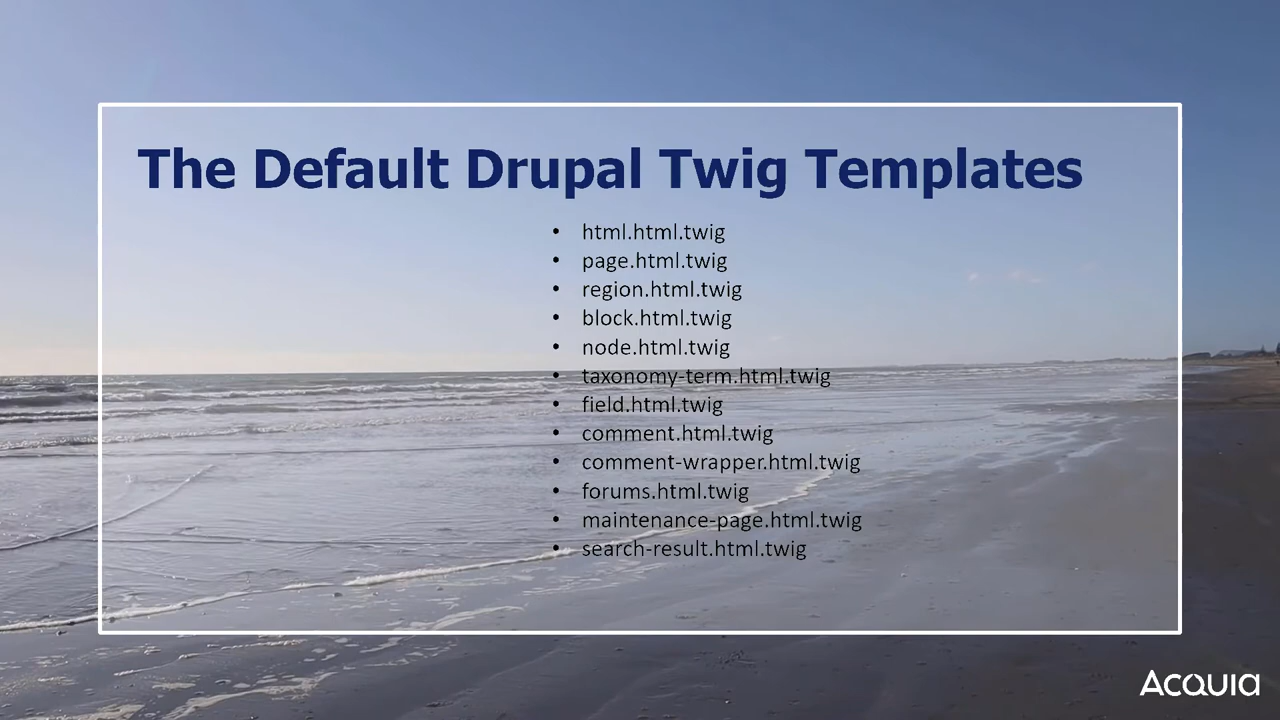 The Default Drupal Twig Templates
• html.html.twig
• page.html.twig
• region.html.twig
• block.html.twig
• node.html.twig
• taxonomy-term.html.twig
• field.html.twig
• comment.html.twig
• comment-wrapper.html.twig
• forums.html.twig
• maintenance-page.html.twig
• search-result.html.twig
Acquia